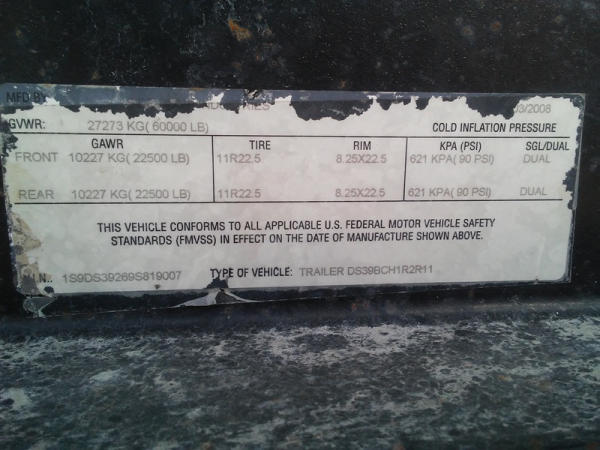 MFD BY
03/2008
GVWR: 27273 KG( 60000 LB) COLD INFLATION PRESSURE
GAWR TIRE RIM KPA (PSI) SGL/DUAL
FRONT 10227 KG( 22500 LB) 11R22.5 8.25X22.5 621 KPA( 90 PSI) DUAL
REAR 10227 KG( 22500 LB) 11R22.5 8.25X22.5 621 KPA( 90 PSI) DUAL
THIS VEHICLE CONFORMS TO ALL APPLICABLE U.S. FEDERAL MOTOR VEHICLE SAFETY
STANDARDS (FMVSS) IN EFFECT ON THE DATE OF MANUFACTURE SHOWN ABOVE.
1S9DS39269S819007 TYPE OF VEHICLE: TRAILER DS39BCH1R2R11